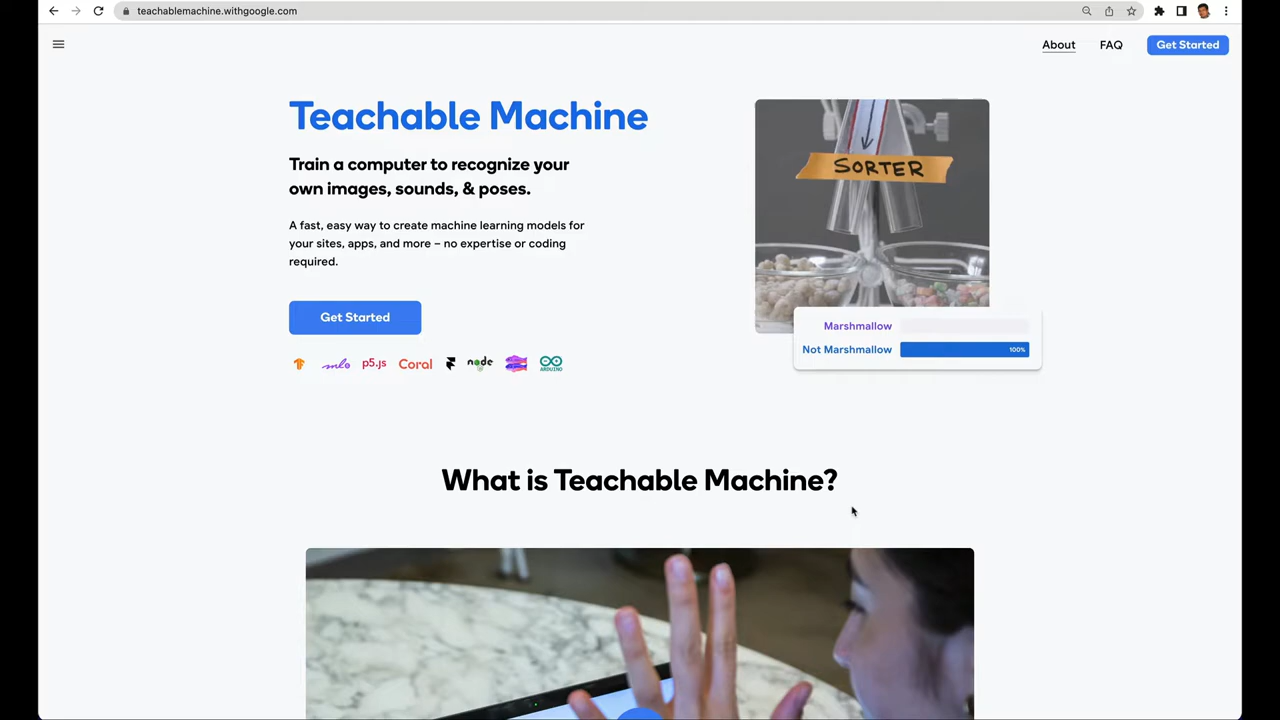 teachablemachine.withgoogle.com
About
FAQ
Get Started
Teachable Machine
Train a computer to recognize your
own images, sounds, & poses.
A fast, easy way to create machine learning models for
your sites, apps, and more – no expertise or coding
required.
Get Started
ml5
p5.js
Coral
node
ARDUINO
SORTER
Marshmallow
Not Marshmallow
100%
What is Teachable Machine?